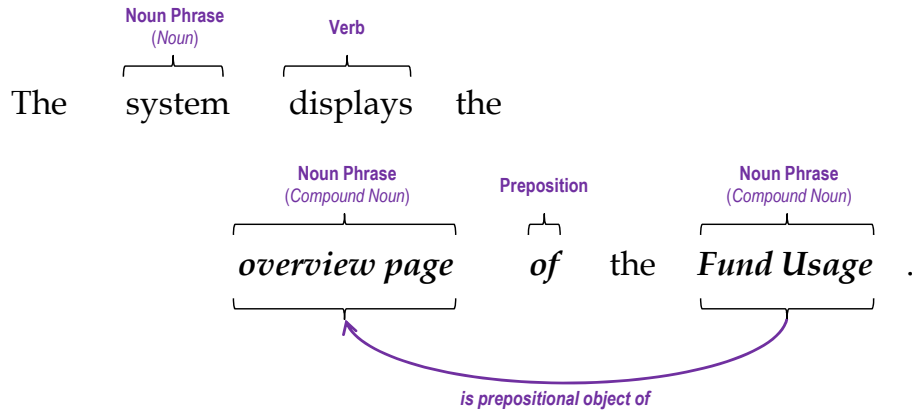 Noun Phrase Verb
(Noun)
The system displays the
Noun Phrase Preposition Noun Phrase
(Compound Noun) (Compound Noun)
overview page of the Fund Usage .
is prepositional object of